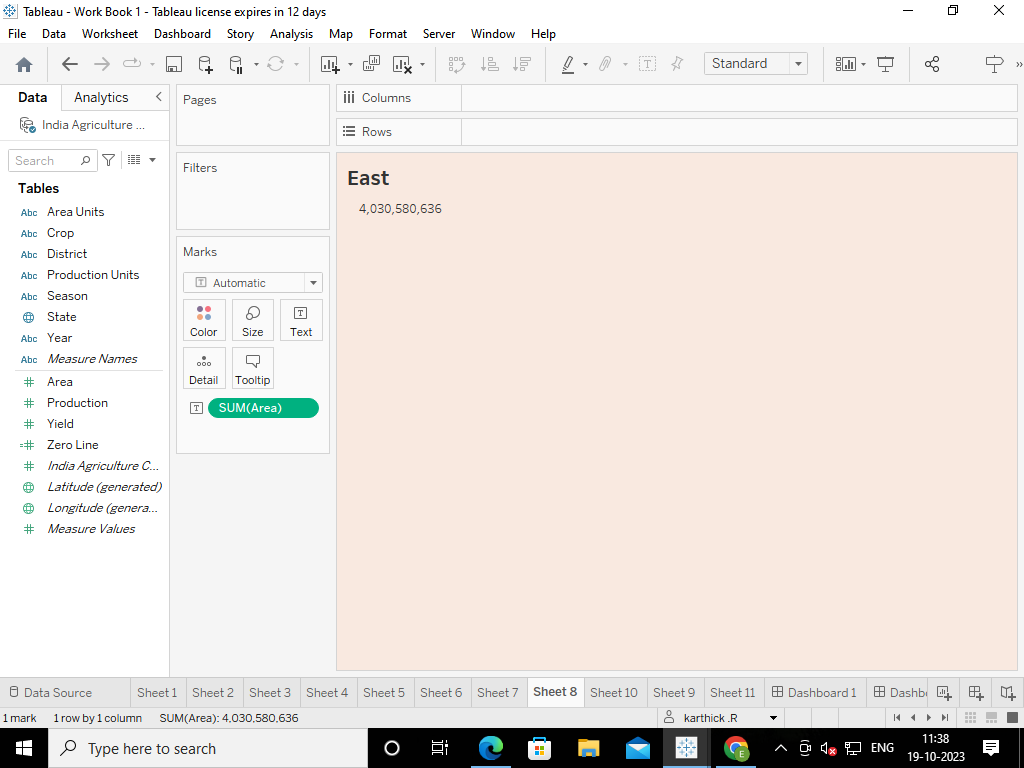 Tableau - Work Book 1 - Tableau license expires in 12 days
File Data Worksheet Dashboard Story Analysis Map Format Server Window Help
Standard
Data Analytics
India Agriculture ...
Search
Tables
Abc Area Units
Abc Crop
Abc District
Abc Production Units
Abc Season
State
Abc Year
Abc Measure Names
# Area
# Production
# Yield
=# Zero Line
# India Agriculture C...
Latitude (generated)
Longitude (genera...
# Measure Values
Pages
Filters
Marks
T Automatic
Color Size Text
Detail Tooltip
T SUM(Area)
Columns
Rows
East
4,030,580,636
Data Source Sheet 1 Sheet 2 Sheet 3 Sheet 4 Sheet 5 Sheet 6 Sheet 7 Sheet 8 Sheet 10 Sheet 9 Sheet 11 Dashboard 1 Dashb
1 mark 1 row by 1 column SUM(Area): 4,030,580,636 karthick .R
Type here to search
E
ENG
11:38
19-10-2023